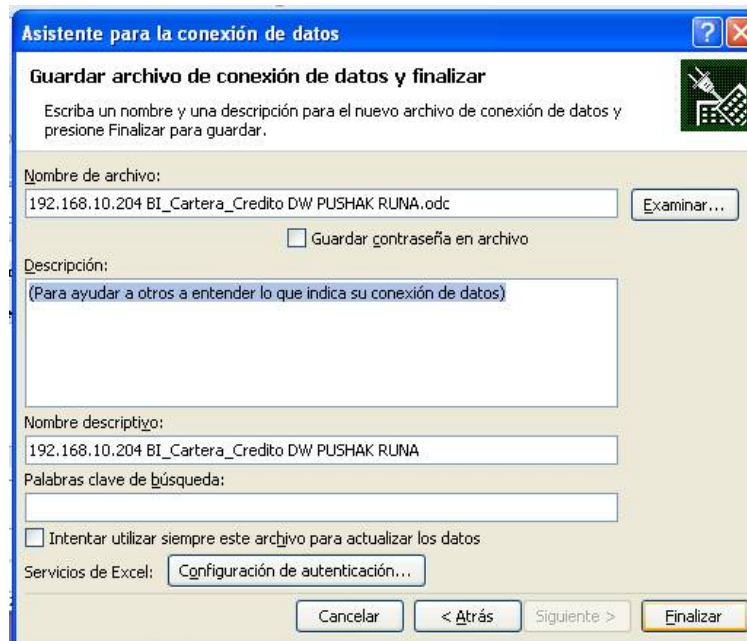 Asistente para la conexión de datos
Guardar archivo de conexión de datos y finalizar
Escriba un nombre y una descripción para el nuevo archivo de conexión de datos y
presione Finalizar para guardar.
Nombre de archivo:
192.168.10.204 BI_Cartera_Credito DW PUSHAK RUNA.odc
Examinar...
Guardar contraseña en archivo
Descripción:
(Para ayudar a otros a entender lo que indica su conexión de datos)
Nombre descriptivo:
192.168.10.204 BI_Cartera_Credito DW PUSHAK RUNA
Palabras clave de búsqueda:
Intentar utilizar siempre este archivo para actualizar los datos
Servicios de Excel: Configuración de autenticación...
Cancelar < Atrás Siguiente > Finalizar